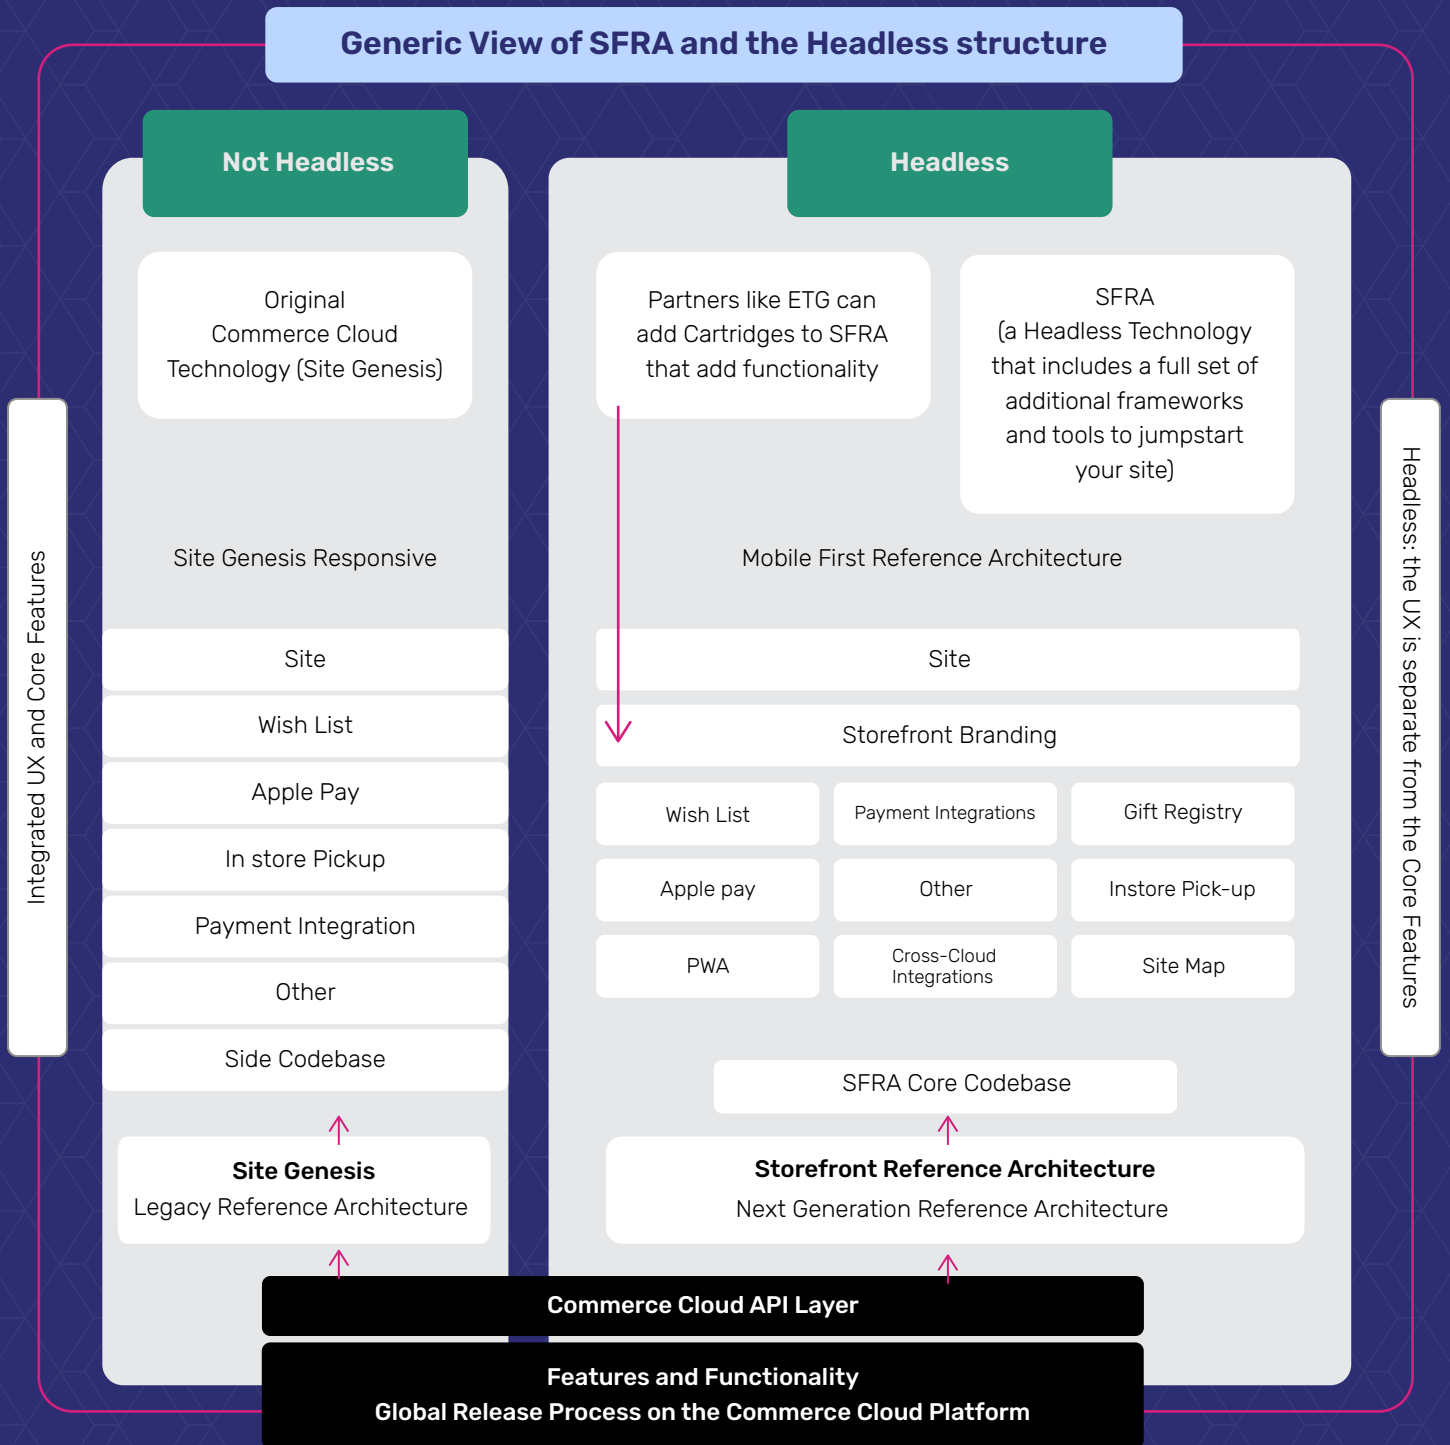 Generic View of SFRA and the Headless structure
Not Headless
Original
Commerce Cloud
Technology (Site Genesis)
Site Genesis Responsive
Site
Wish List
Apple Pay
In store Pickup
Payment Integration
Other
Side Codebase
Site Genesis
Legacy Reference Architecture
Integrated UX and Core Features
Headless
Partners like ETG can
add Cartridges to SFRA
that add functionality
SFRA
(a Headless Technology
that includes a full set of
additional frameworks
and tools to jumpstart
your site)
Mobile First Reference Architecture
Site
Storefront Branding
Wish List
Payment Integrations
Gift Registry
Apple pay
Other
Instore Pick-up
PWA
Cross-Cloud
Integrations
Site Map
SFRA Core Codebase
Storefront Reference Architecture
Next Generation Reference Architecture
Headless: the UX is separate from the Core Features
Commerce Cloud API Layer
Features and Functionality
Global Release Process on the Commerce Cloud Platform